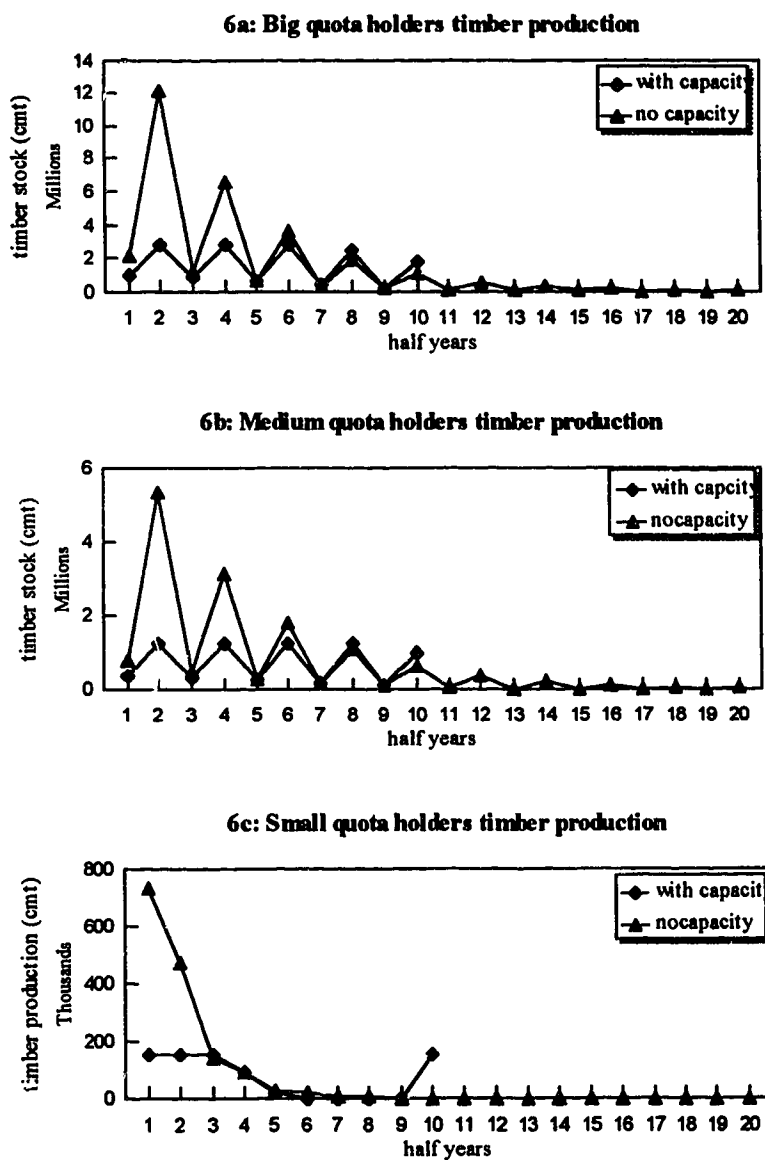 6a: Big quota holders timber production
timber stock (cmt)
Millions
14
12
10
8
6
4
2
0
with capacity
no capacity
1 2 3 4 5 6 7 8 9 10 11 12 13 14 15 16 17 18 19 20
half years
6b: Medium quota holders timber production
timber stock (cmt)
Millions
6
4
2
0
with capcity
nocapacity
1 2 3 4 5 6 7 8 9 10 11 12 13 14 15 16 17 18 19 20
half years
6c: Small quota holders timber production
timber production (cmt)
Thousands
800
600
400
200
0
with capacity
nocapacity
1 2 3 4 5 6 7 8 9 10 11 12 13 14 15 16 17 18 19 20
half years